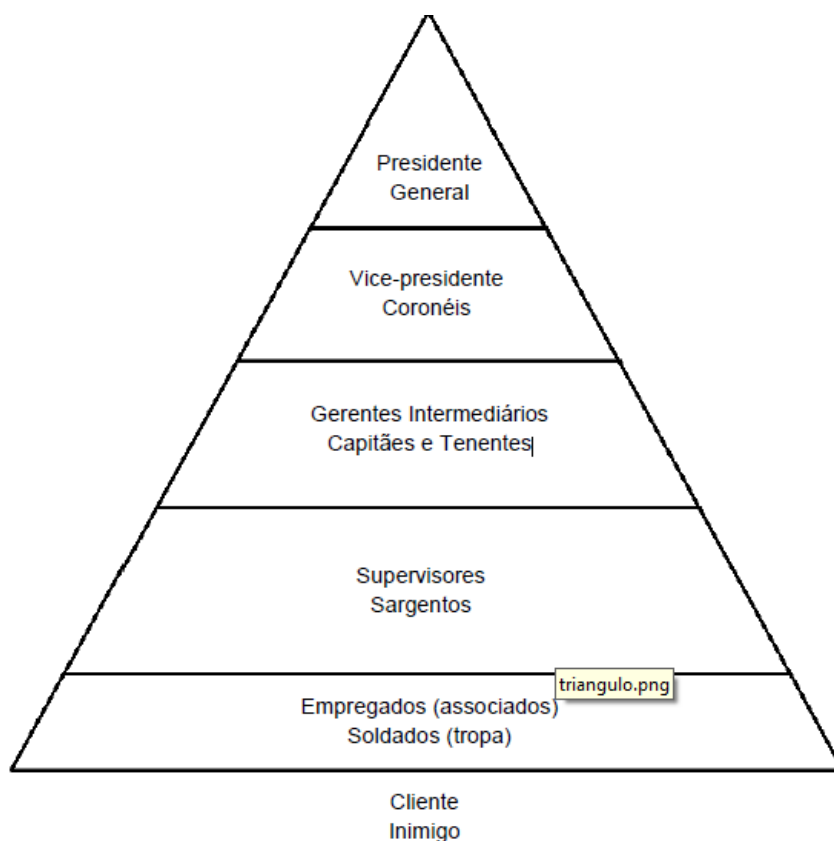 Presidente
General
Vice-presidente
Coronéis
Gerentes Intermediários
Capitães e Tenentes
Supervisores
Sargentos
triangulo.png
Empregados (associados)
Soldados (tropa)
Cliente
Inimigo